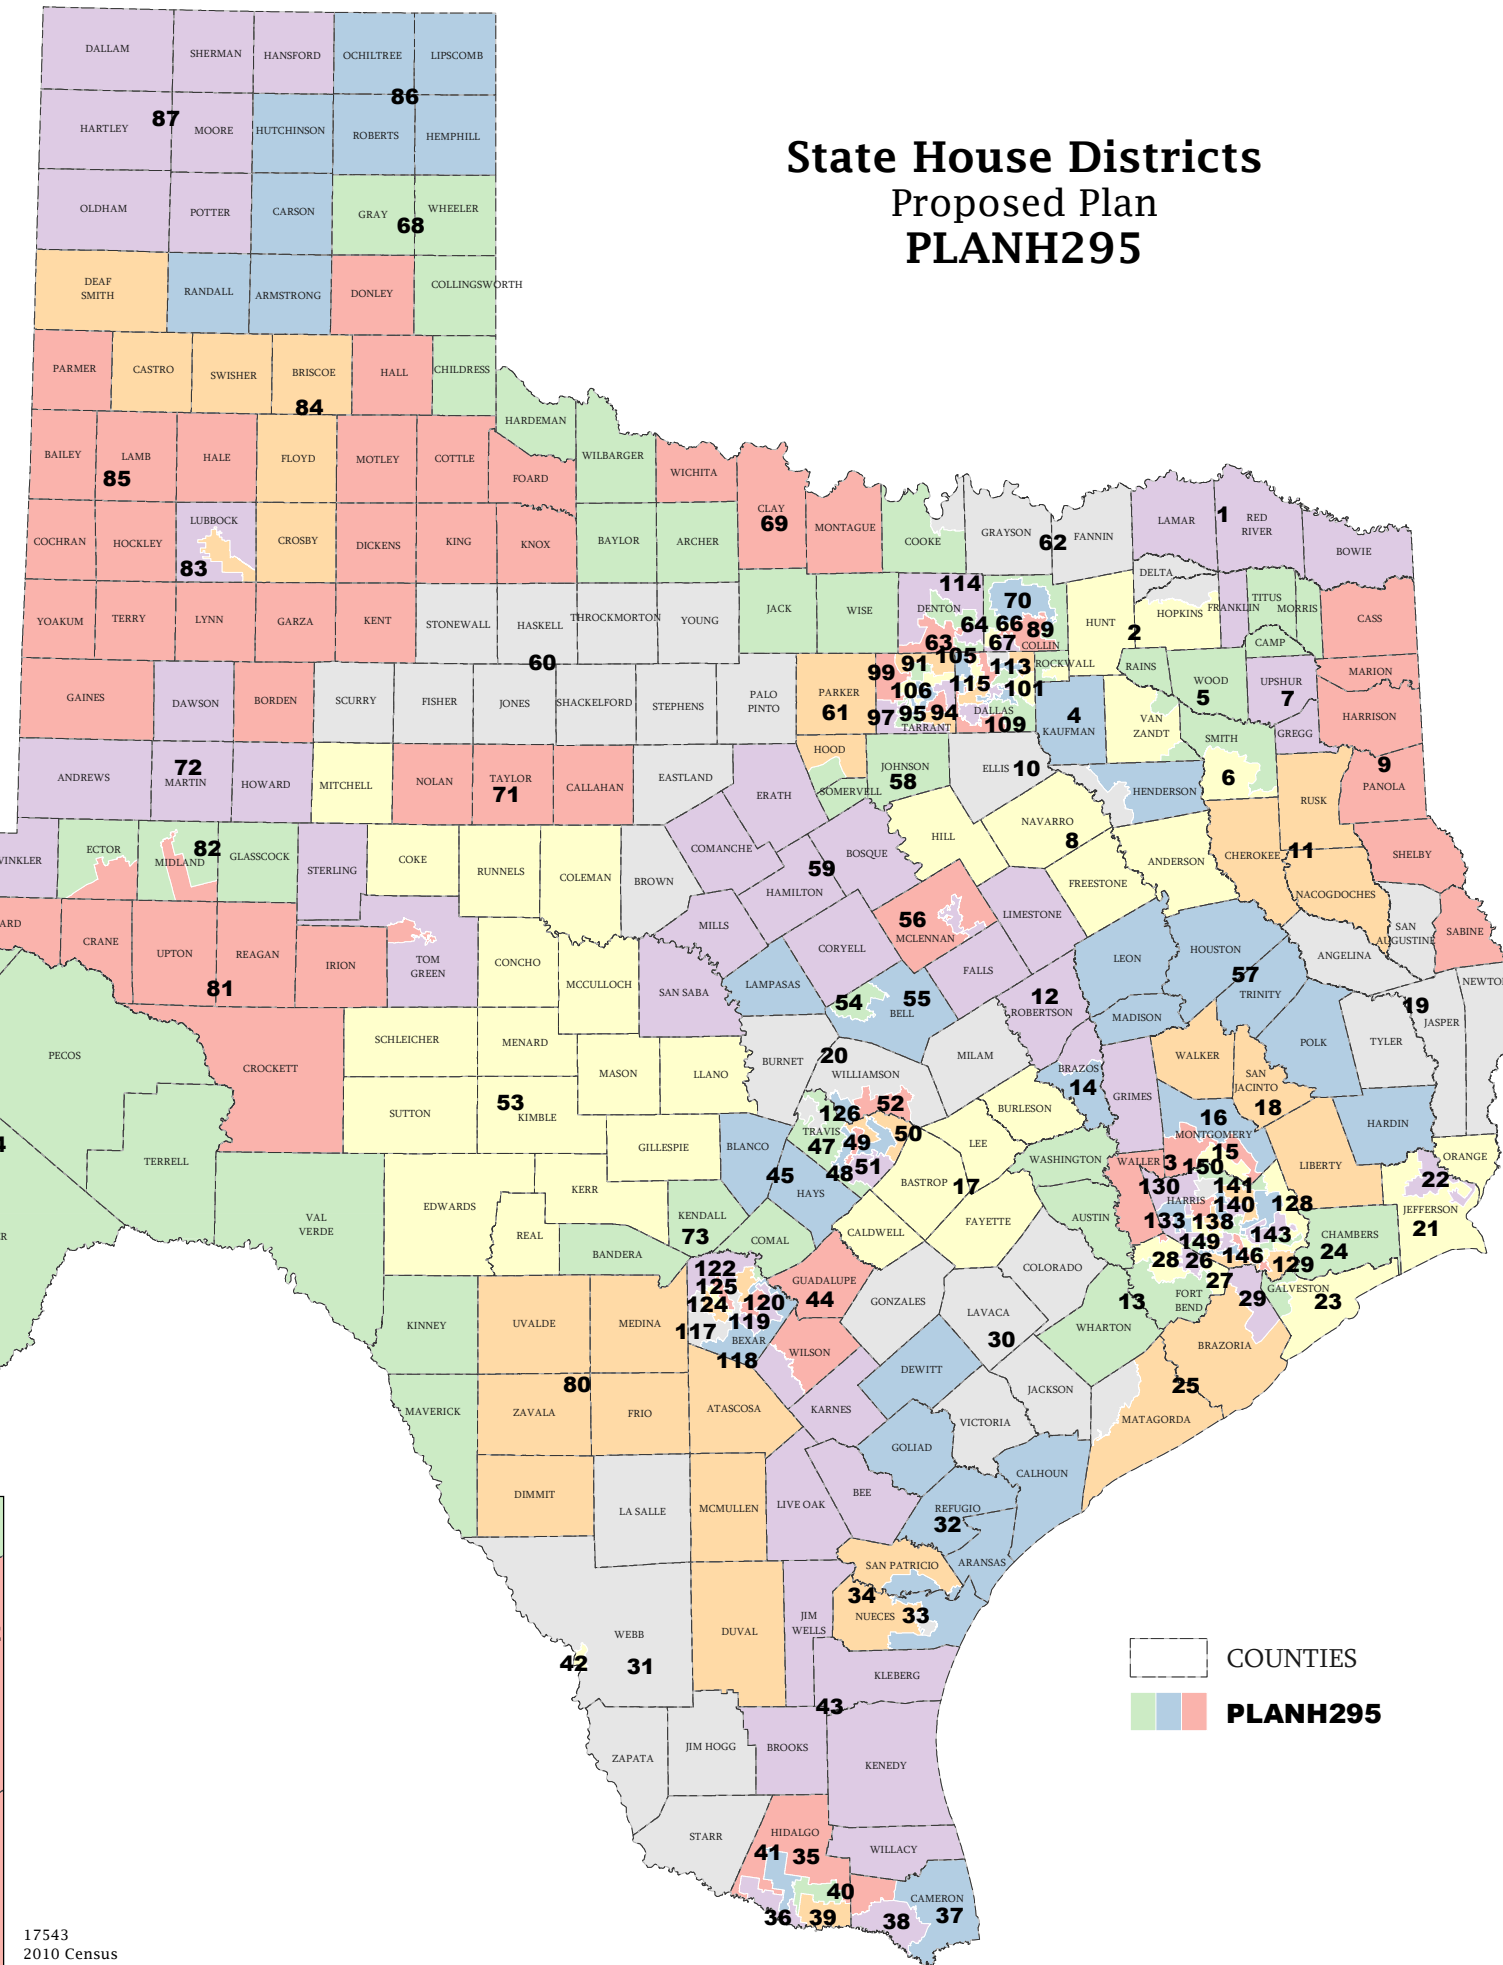 State House Districts
Proposed Plan
PLANH295
DALLAM
SHERMAN
HANSFORD
OCHILTREE
LIPSCOMB
86
87
HARTLEY
MOORE
HUTCHINSON
ROBERTS
HEMPHILL
OLDHAM
POTTER
CARSON
GRAY
68
WHEELER
DEAF
SMITH
RANDALL
ARMSTRONG
DONLEY
COLLINGSWORTH
PARMER
CASTRO
SWISHER
BRISCOE
HALL
CHILDRESS
84
HARDEMAN
BAILEY
LAMB
85
HALE
FLOYD
MOTLEY
COTTLE
FOARD
WILBARGER
WICHITA
CLAY
69
MONTAGUE
COOKE
GRAYSON
62
FANNIN
LAMAR
1
RED
RIVER
BOWIE
COCHRAN
HOCKLEY
LUBBOCK
83
CROSBY
DICKENS
KING
KNOX
BAYLOR
ARCHER
DELTA
HOPKINS
FRANKLIN
TITUS
MORRIS
CASS
YOAKUM
TERRY
LYNN
GARZA
KENT
STONEWALL
HASKELL
THROCKMORTON
YOUNG
JACK
WISE
114
DENTON
64
63
70
66
89
67
COLLIN
HUNT
2
CAMP
60
105
91
99
113
ROCKWALL
RAINS
WOOD
5
UPSHUR
7
MARION
GAINES
DAWSON
BORDEN
SCURRY
FISHER
JONES
SHACKELFORD
STEPHENS
PALO
PINTO
PARKER
61
106
115
101
97
95
94
DALLAS
109
TARRANT
4
KAUFMAN
VAN
ZANDT
SMITH
6
GREGG
HARRISON
HOOD
JOHNSON
58
SOMERVELL
ELLIS
10
HENDERSON
RUSK
9
PANOLA
ANDREWS
72
MARTIN
HOWARD
MITCHELL
NOLAN
TAYLOR
71
CALLAHAN
EASTLAND
ERATH
HILL
NAVARRO
8
WINKLER
ECTOR
82
MIDLAND
GLASSCOCK
STERLING
COKE
RUNNELS
COLEMAN
BROWN
COMANCHE
BOSQUE
59
HAMILTON
ANDERSON
CHEROKEE
11
SHELBY
FREESTONE
NACOGDOCHES
ARD
CRANE
UPTON
REAGAN
81
IRION
TOM
GREEN
CONCHO
MILLS
CORYELL
56
MCLENNAN
LIMESTONE
FALLS
LEON
HOUSTON
57
TRINITY
ANGELINA
SAN
AUGUSTINE
SABINE
MCCULLOCH
SAN SABA
LAMPASAS
54
55
BELL
12
ROBERTSON
MADISON
POLK
19
JASPER
NEWTO
TYLER
PECOS
CROCKETT
SCHLEICHER
MENARD
MASON
LLANO
BURNET
20
WILLIAMSON
MILAM
BRAZOS
14
GRIMES
WALKER
SAN
JACINTO
18
HARDIN
SUTTON
53
KIMBLE
GILLESPIE
BLANCO
126
52
TRAVIS
47
49
50
48
51
BURLESON
LEE
16
MONTGOMERY
15
4
TERRELL
EDWARDS
KERR
REAL
45
HAYS
BASTROP
17
WASHINGTON
WALLER
3
150
LIBERTY
ORANGE
22
JEFFERSON
21
130
141
HARRIS
140
128
VAL
VERDE
KENDALL
73
BANDERA
COMAL
CALDWELL
FAYETTE
AUSTIN
133
138
149
143
146
CHAMBERS
24
28
26
129
27
GALVESTON
23
KINNEY
UVALDE
MEDINA
122
125
124
120
119
117
BEXAR
118
GUADALUPE
44
GONZALES
COLORADO
LAVACA
30
13
FORT
BEND
29
WHARTON
BRAZORIA
WILSON
80
MAVERICK
ZAVALA
FRIO
ATASCOSA
KARNES
DEWITT
JACKSON
25
MATAGORDA
VICTORIA
GOLIAD
DIMMIT
LA SALLE
MCMULLEN
LIVE OAK
BEE
CALHOUN
REFUGIO
32
SAN PATRICIO
ARANSAS
34
NUECES
33
WEBB
42
31
DUVAL
JIM
WELLS
KLEBERG
43
ZAPATA
JIM HOGG
BROOKS
KENEDY
STARR
HIDALGO
41
35
WILLACY
40
36
39
38
CAMERON
37
COUNTIES
PLANH295
17543
2010 Census